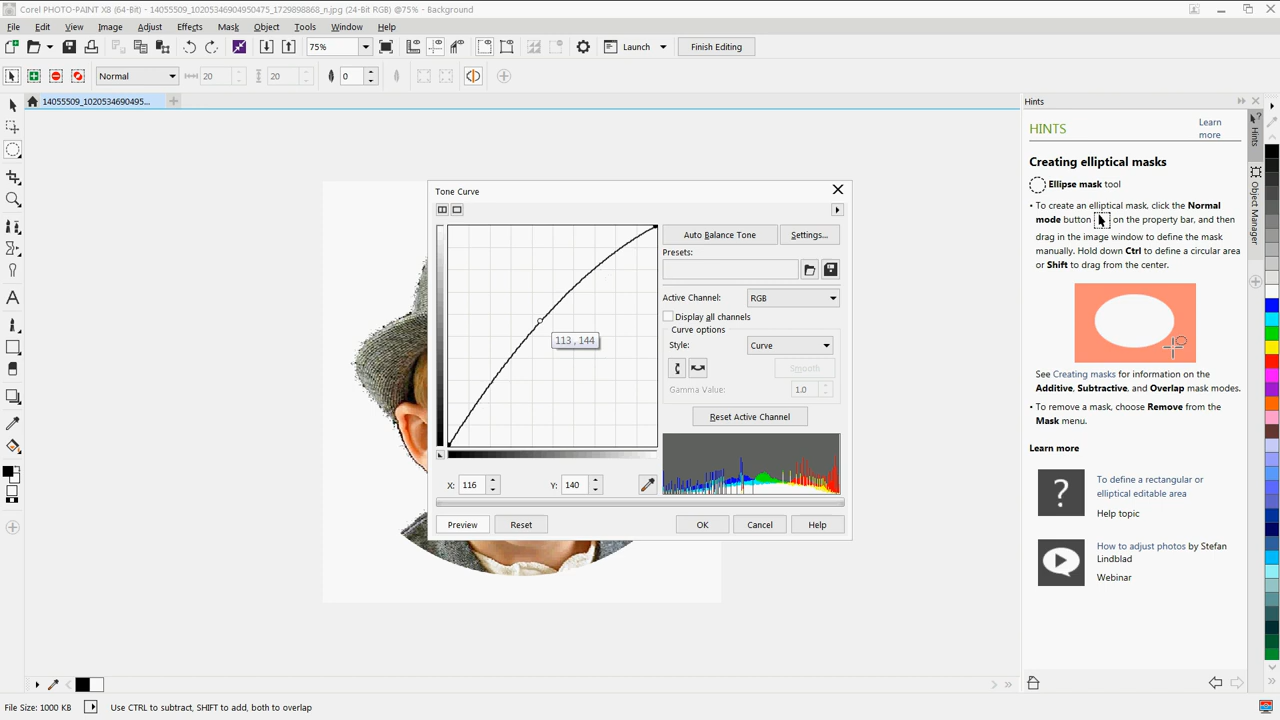 Corel PHOTO-PAINT X8 (64-Bit) - 14055509_10205346904950475_1729898868_n.jpg (24-Bit RGB) @75% - Background
File Edit View Image Adjust Effects Mask Object Tools Window Help
75% Launch Finish Editing
Normal 20 20 0
14055509_1020534690495...
Hints
HINTS
Learn
more
Creating elliptical masks
Ellipse mask tool
• To create an elliptical mask, click the Normal
mode button on the property bar, and then
drag in the image window to define the mask
manually. Hold down Ctrl to define a circular area
or Shift to drag from the center.
See Creating masks for information on the
Additive, Subtractive, and Overlap mask modes.
• To remove a mask, choose Remove from the
Mask menu.
Learn more
To define a rectangular or
elliptical editable area
Help topic
How to adjust photos by Stefan
Lindblad
Webinar
Hints
Object Manager
Tone Curve
Auto Balance Tone Settings...
Presets:
Active Channel: RGB
Display all channels
Curve options
Style: Curve
Smooth
Gamma Value: 1.0
Reset Active Channel
113 , 144
X: 116 Y: 140
Preview Reset OK Cancel Help
File Size: 1000 KB Use CTRL to subtract, SHIFT to add, both to overlap